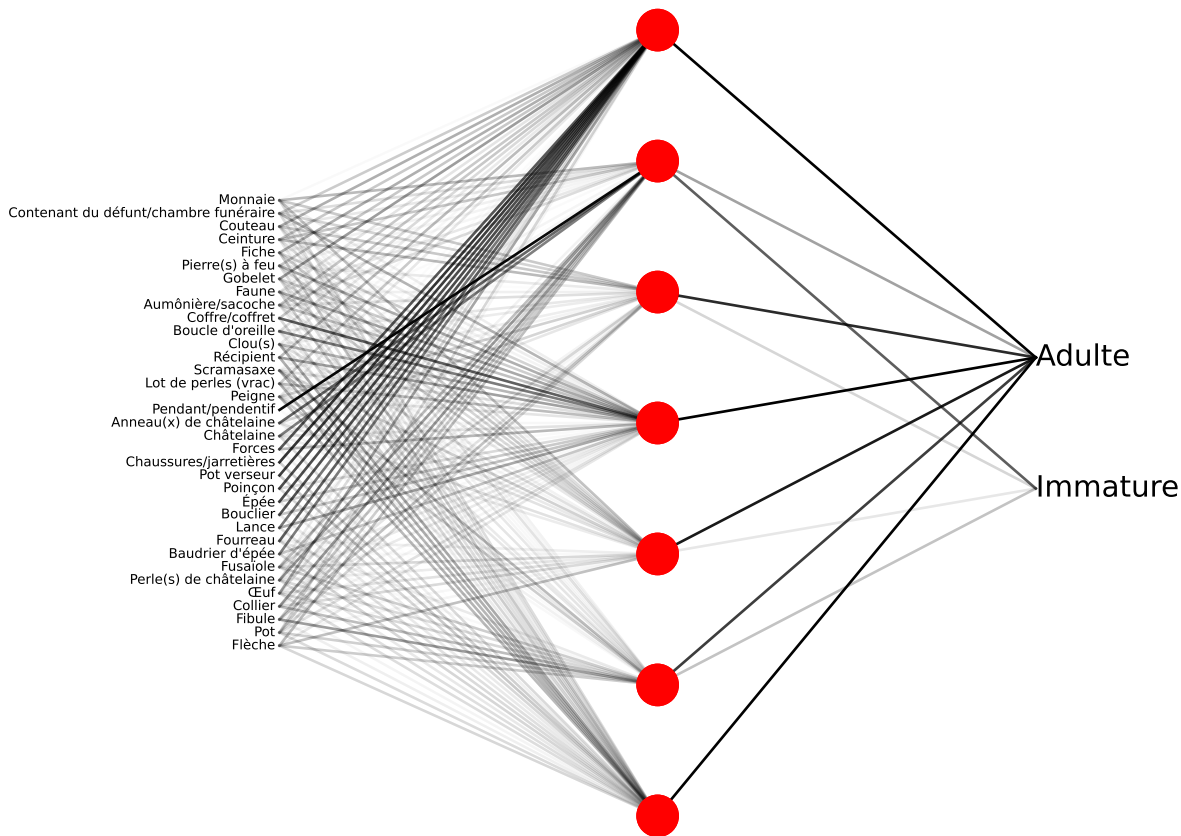 Monnaie
Contenant du défunt/chambre funéraire
Couteau
Ceinture
Fiche
Pierre(s) à feu
Gobelet
Faune
Aumônière/sacoche
Coffre/coffret
Boucle d'oreille
Clou(s)
Récipient
Scramasaxe
Lot de perles (vrac)
Peigne
Pendant/pendentif
Anneau(x) de châtelaine
Châtelaine
Forces
Chaussures/jarretières
Pot verseur
Poinçon
Épée
Bouclier
Lance
Fourreau
Baudrier d'épée
Fusaïole
Perle(s) de châtelaine
Œuf
Collier
Fibule
Pot
Flèche
Adulte
Immature